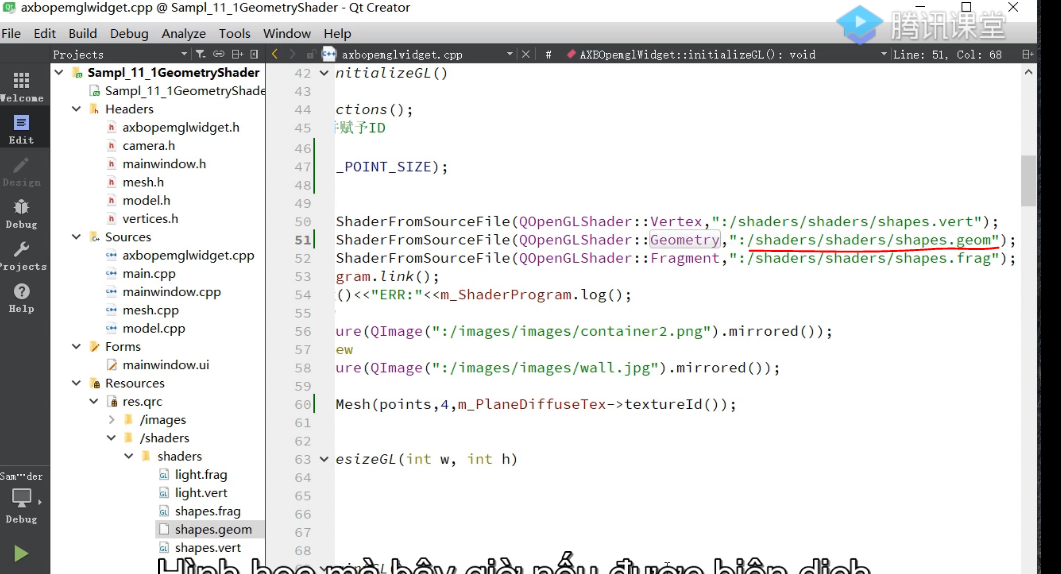 axbopemglwidget.cpp @ Sampl_11_1GeometryShader - Qt Creator
腾讯课堂
File Edit Build Debug Analyze Tools Window Help
Projects
axbopemglwidget.cpp
# AXBOpemglWidget::initializeGL(): void
Line: 51, Col: 68
Welcome
Edit
Design
Debug
Projects
Help
Debug
Sampl_11_1GeometryShader
Sampl_11_1GeometryShade
Headers
axbopemglwidget.h
camera.h
mainwindow.h
mesh.h
model.h
vertices.h
Sources
axbopemglwidget.cpp
main.cpp
mainwindow.cpp
mesh.cpp
model.cpp
Forms
mainwindow.ui
Resources
res.qrc
/images
/shaders
shaders
light.frag
light.vert
shapes.frag
shapes.geom
shapes.vert
Sam···der
42 nitializeGL()
43
44 ctions();
45 赋予ID
46
47 _POINT_SIZE);
48
49
50 ShaderFromSourceFile(QOpenGLShader::Vertex,":/shaders/shaders/shapes.vert");
51 ShaderFromSourceFile(QOpenGLShader::Geometry,":/shaders/shaders/shapes.geom");
52 ShaderFromSourceFile(QOpenGLShader::Fragment,":/shaders/shaders/shapes.frag");
53 gram.link();
54 ()<<"ERR:"<<m_ShaderProgram.log();
55
56 ure(QImage(":/images/images/container2.png").mirrored());
57 ew
58 ure(QImage(":/images/images/wall.jpg").mirrored());
59
60 Mesh(points,4,m_PlaneDiffuseTex->textureId());
61
62
63 esizeGL(int w, int h)
64
65
66
67
68